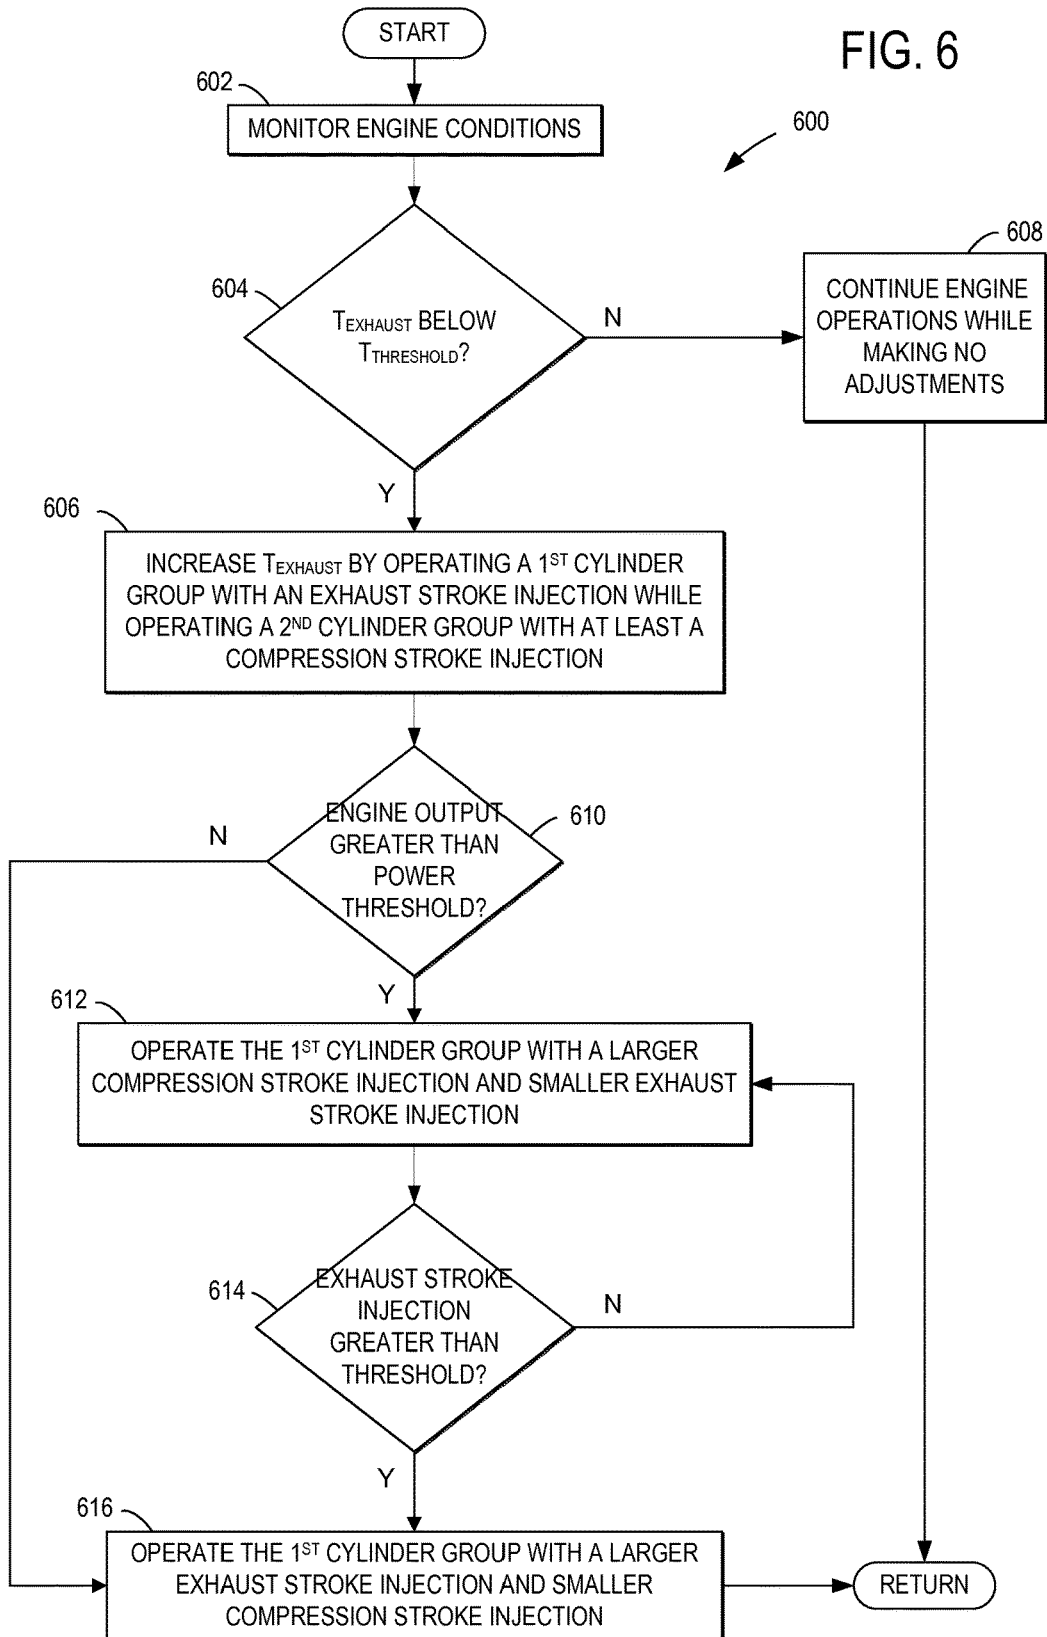 START
FIG. 6
602
MONITOR ENGINE CONDITIONS
600
604
TEXHAUST BELOW
TTHRESHOLD?
N
608
CONTINUE ENGINE
OPERATIONS WHILE
MAKING NO
ADJUSTMENTS
Y
606
INCREASE TEXHAUST BY OPERATING A 1ST CYLINDER
GROUP WITH AN EXHAUST STROKE INJECTION WHILE
OPERATING A 2ND CYLINDER GROUP WITH AT LEAST A
COMPRESSION STROKE INJECTION
N
ENGINE OUTPUT
GREATER THAN
POWER
THRESHOLD?
610
Y
612
OPERATE THE 1ST CYLINDER GROUP WITH A LARGER
COMPRESSION STROKE INJECTION AND SMALLER EXHAUST
STROKE INJECTION
614
EXHAUST STROKE
INJECTION
GREATER THAN
THRESHOLD?
N
Y
616
OPERATE THE 1ST CYLINDER GROUP WITH A LARGER
EXHAUST STROKE INJECTION AND SMALLER
COMPRESSION STROKE INJECTION
RETURN